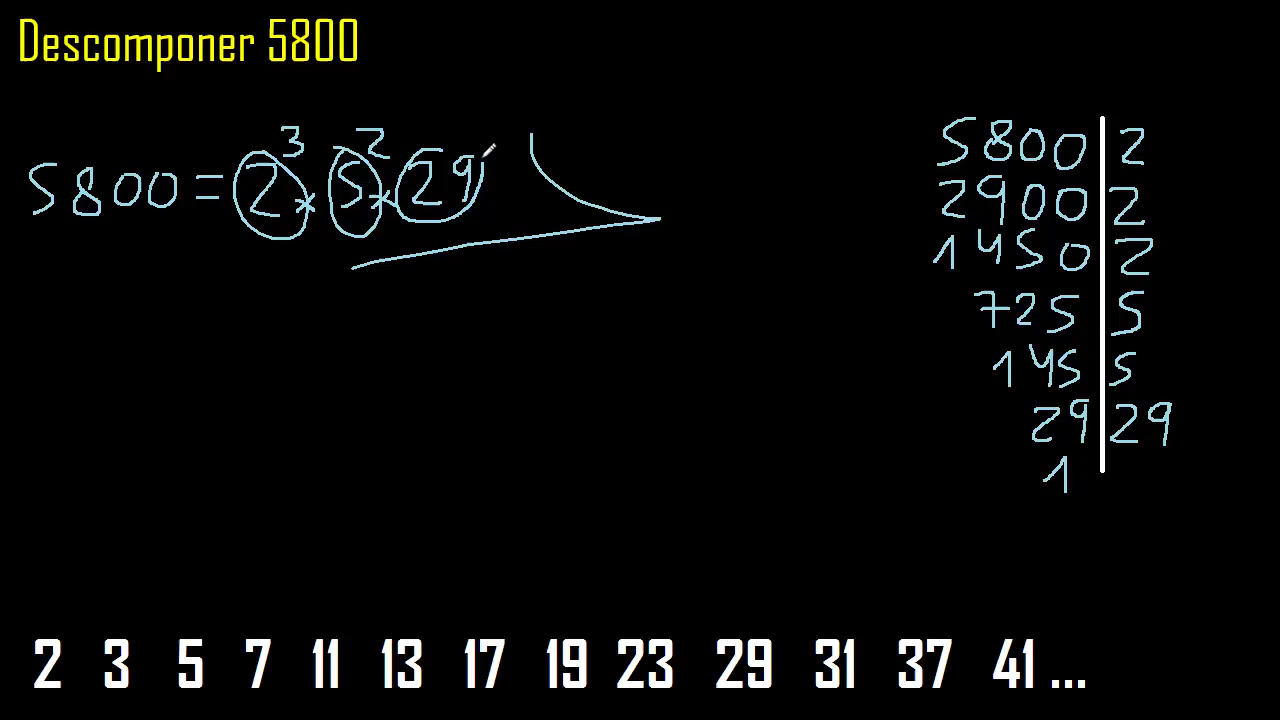 Descomponer 5800
5800 = 2³ × 5² × 29
5800 | 2
2900 | 2
1450 | 2
725 | 5
145 | 5
29 | 29
1
2 3 5 7 11 13 17 19 23 29 31 37 41 ...